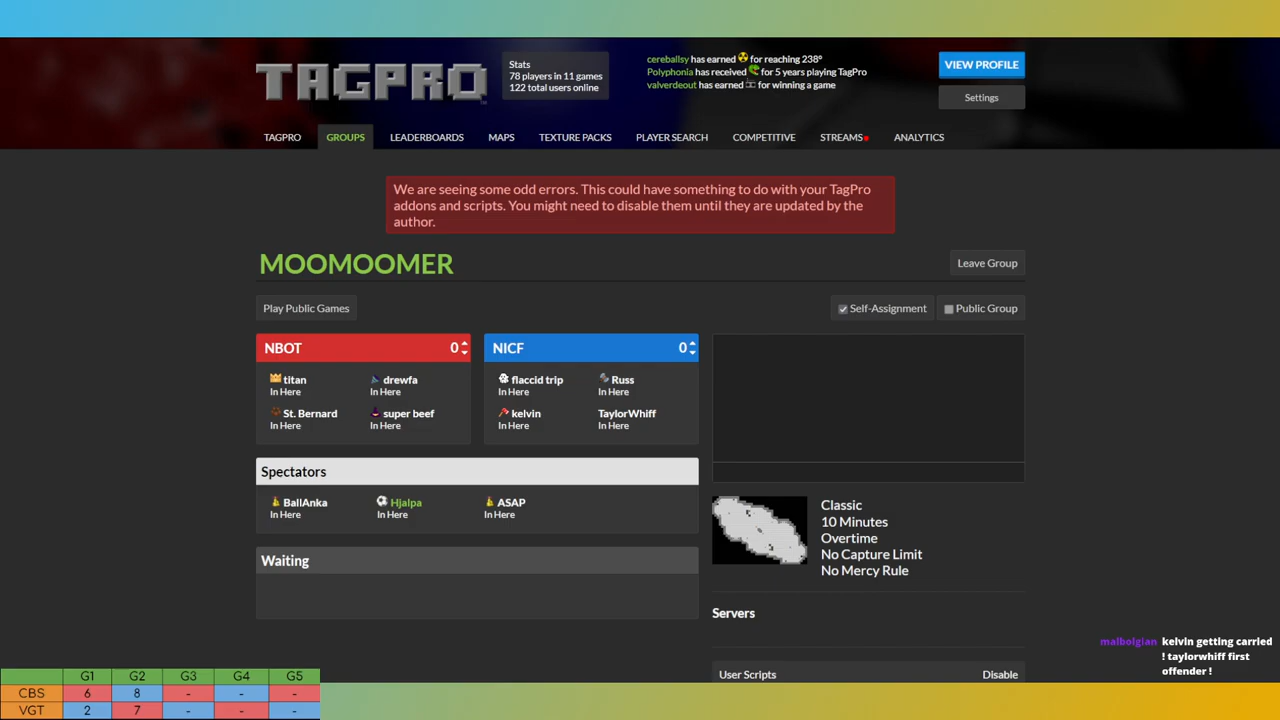 TAGPRO
Stats
78 players in 11 games
122 total users online
cereballsy has earned for reaching 238°
Polyphonia has received for 5 years playing TagPro
valverdeout has earned for winning a game
VIEW PROFILE
Settings
TAGPRO GROUPS LEADERBOARDS MAPS TEXTURE PACKS PLAYER SEARCH COMPETITIVE STREAMS ANALYTICS
We are seeing some odd errors. This could have something to do with your TagPro
addons and scripts. You might need to disable them until they are updated by the
author.
MOOMOOMER
Leave Group
Play Public Games
Self-Assignment
Public Group
NBOT 0
titan
In Here
drewfa
In Here
St. Bernard
In Here
super beef
In Here
NICF 0
flaccid trip
In Here
Russ
In Here
kelvin
In Here
TaylorWhiff
In Here
Spectators
BallAnka
In Here
Hjalpa
In Here
ASAP
In Here
Waiting
Classic
10 Minutes
Overtime
No Capture Limit
No Mercy Rule
Servers
User Scripts Disable
malbolgian kelvin getting carried
! taylorwhiff first
offender !
G1 G2 G3 G4 G5
CBS 6 8 - - -
VGT 2 7 - - -